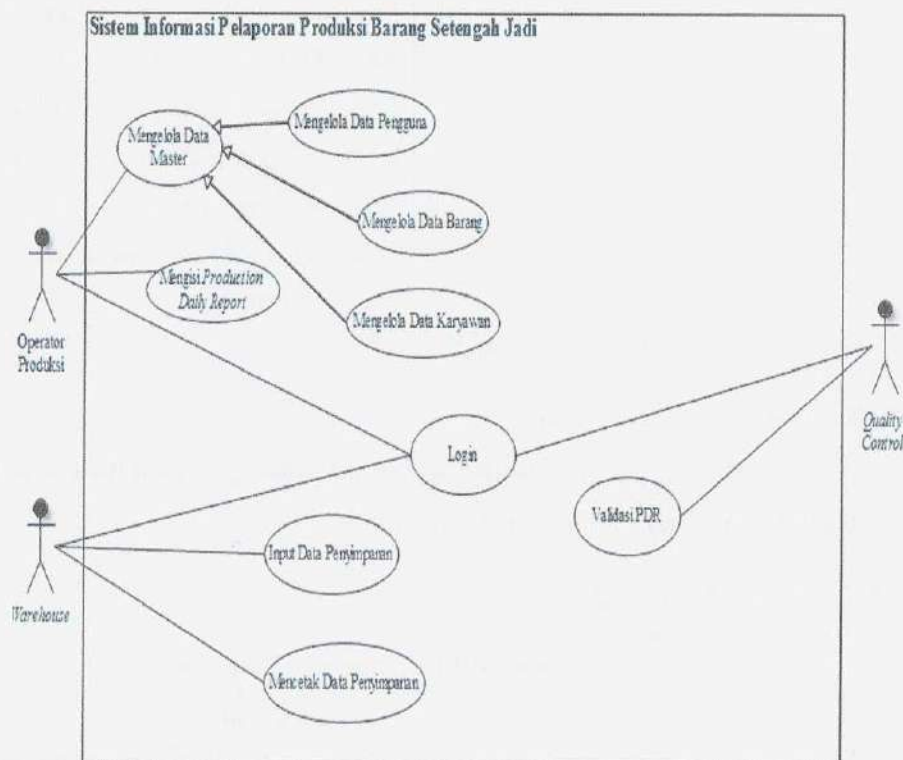 Sistem Informasi Pelaporan Produksi Barang Setengah Jadi
Mengelola Data Pengguna
Mengelola Data
Master
Mengelola Data Barang
Mengisi Production
Daily Report
Mengelola Data Karyawan
Operator
Produksi
Quality
Control
Login
Validasi PDR
Input Data Penyimpanan
Warehouse
Mencetak Data Penyimpanan